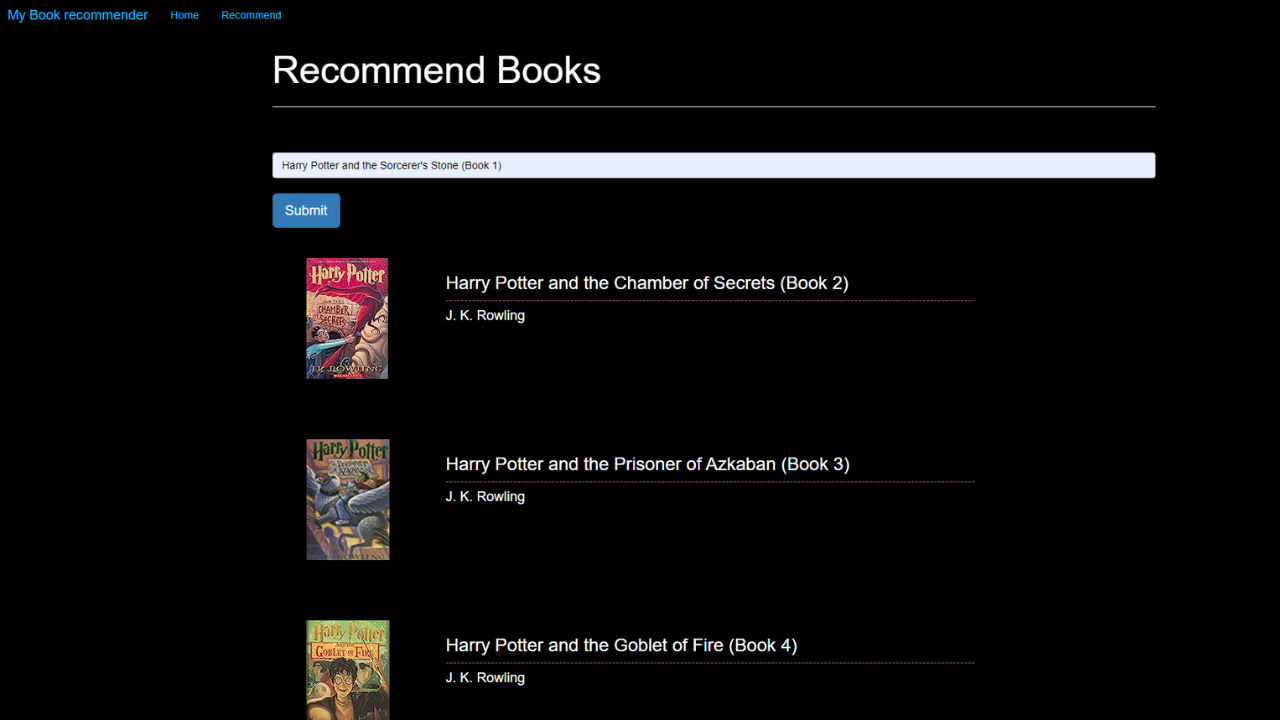 My Book recommender Home Recommend
Recommend Books
Harry Potter and the Sorcerer's Stone (Book 1)
Submit
Harry Potter
CHAMBER
SECRETS
J.K. ROWLING
Harry Potter and the Chamber of Secrets (Book 2)
J. K. Rowling
Harry Potter
Harry Potter and the Prisoner of Azkaban (Book 3)
J. K. Rowling
Harry Potter
GOBLET OF FIRE
Harry Potter and the Goblet of Fire (Book 4)
J. K. Rowling